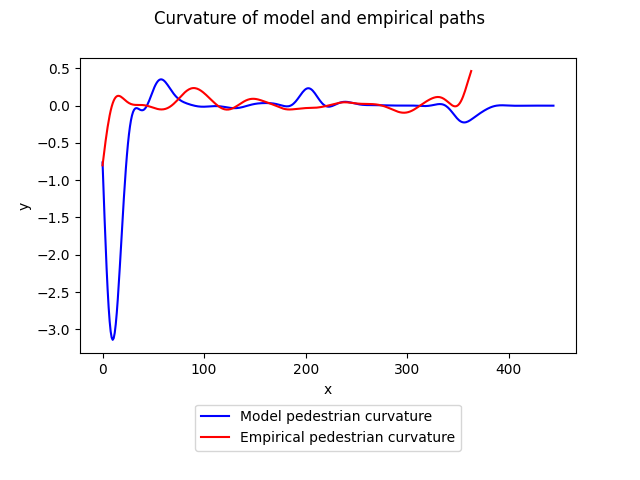 Curvature of model and empirical paths
0.5
0.0
−0.5
−1.0
−1.5
−2.0
−2.5
−3.0
y
0 100 200 300 400
x
Model pedestrian curvature
Empirical pedestrian curvature